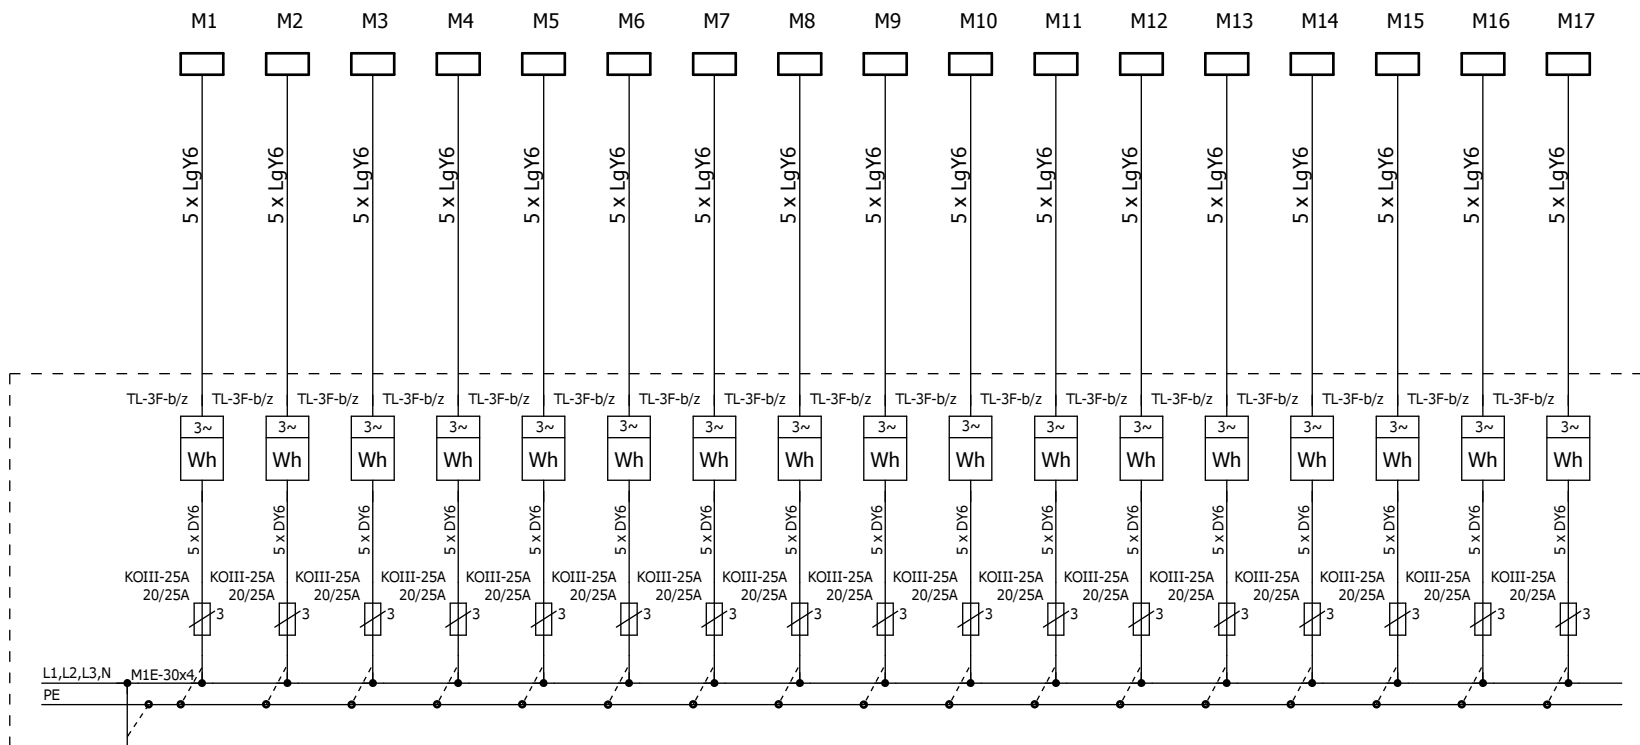 M1 M2 M3 M4 M5 M6 M7 M8 M9 M10 M11 M12 M13 M14 M15 M16 M17
5 x LgY6 5 x LgY6 5 x LgY6 5 x LgY6 5 x LgY6 5 x LgY6 5 x LgY6 5 x LgY6 5 x LgY6 5 x LgY6 5 x LgY6 5 x LgY6 5 x LgY6 5 x LgY6 5 x LgY6 5 x LgY6 5 x LgY6
TL-3F-b/z TL-3F-b/z TL-3F-b/z TL-3F-b/z TL-3F-b/z TL-3F-b/z TL-3F-b/z TL-3F-b/z TL-3F-b/z TL-3F-b/z TL-3F-b/z TL-3F-b/z TL-3F-b/z TL-3F-b/z TL-3F-b/z TL-3F-b/z TL-3F-b/z
3~ 3~ 3~ 3~ 3~ 3~ 3~ 3~ 3~ 3~ 3~ 3~ 3~ 3~ 3~ 3~ 3~
Wh Wh Wh Wh Wh Wh Wh Wh Wh Wh Wh Wh Wh Wh Wh Wh Wh
5 x DY6 5 x DY6 5 x DY6 5 x DY6 5 x DY6 5 x DY6 5 x DY6 5 x DY6 5 x DY6 5 x DY6 5 x DY6 5 x DY6 5 x DY6 5 x DY6 5 x DY6 5 x DY6 5 x DY6
KOIII-25A KOIII-25A KOIII-25A KOIII-25A KOIII-25A KOIII-25A KOIII-25A KOIII-25A KOIII-25A KOIII-25A KOIII-25A KOIII-25A KOIII-25A KOIII-25A KOIII-25A KOIII-25A KOIII-25A
20/25A 20/25A 20/25A 20/25A 20/25A 20/25A 20/25A 20/25A 20/25A 20/25A 20/25A 20/25A 20/25A 20/25A 20/25A 20/25A 20/25A
3 3 3 3 3 3 3 3 3 3 3 3 3 3 3 3 3
L1,L2,L3,N M1E-30x4
PE